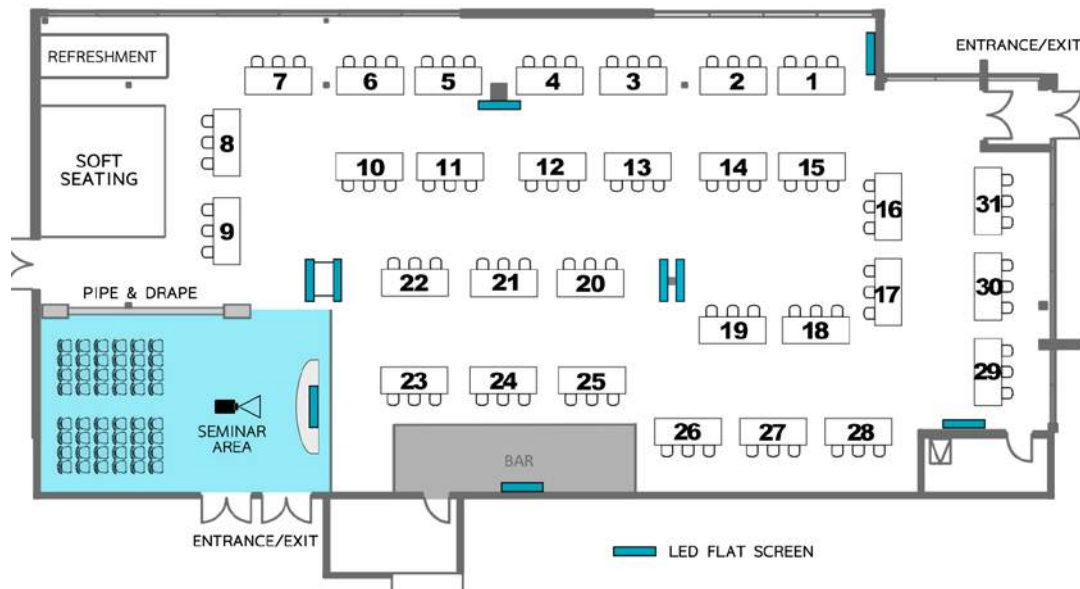 REFRESHMENT
ENTRANCE/EXIT
7 6 5 4 3 2 1
8
SOFT
SEATING
10 11 12 13 14 15
9
16
31
22 21 20
17
30
PIPE & DRAPE
19 18
23 24 25
29
SEMINAR
AREA
26 27 28
BAR
ENTRANCE/EXIT
LED FLAT SCREEN